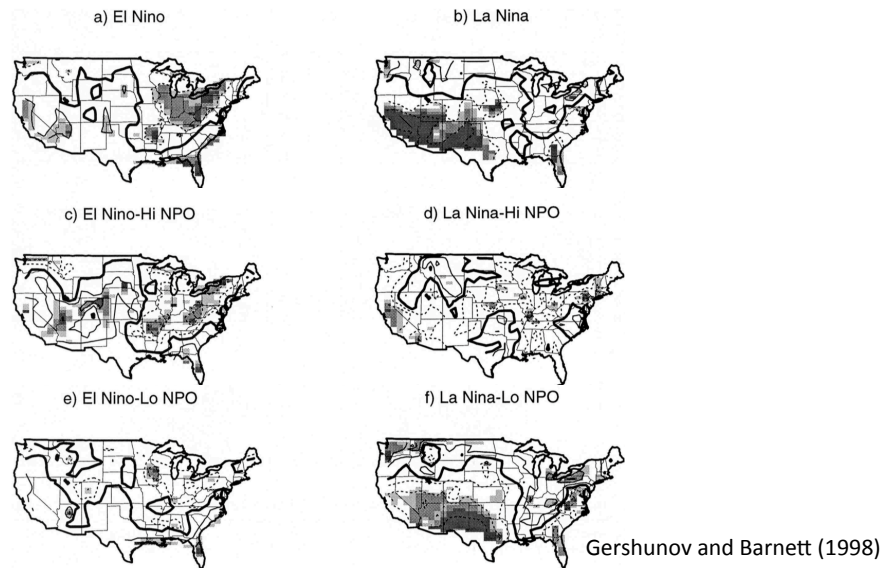 a) El Nino
b) La Nina
c) El Nino-Hi NPO
d) La Nina-Hi NPO
e) El Nino-Lo NPO
f) La Nina-Lo NPO
Gershunov and Barnett (1998)